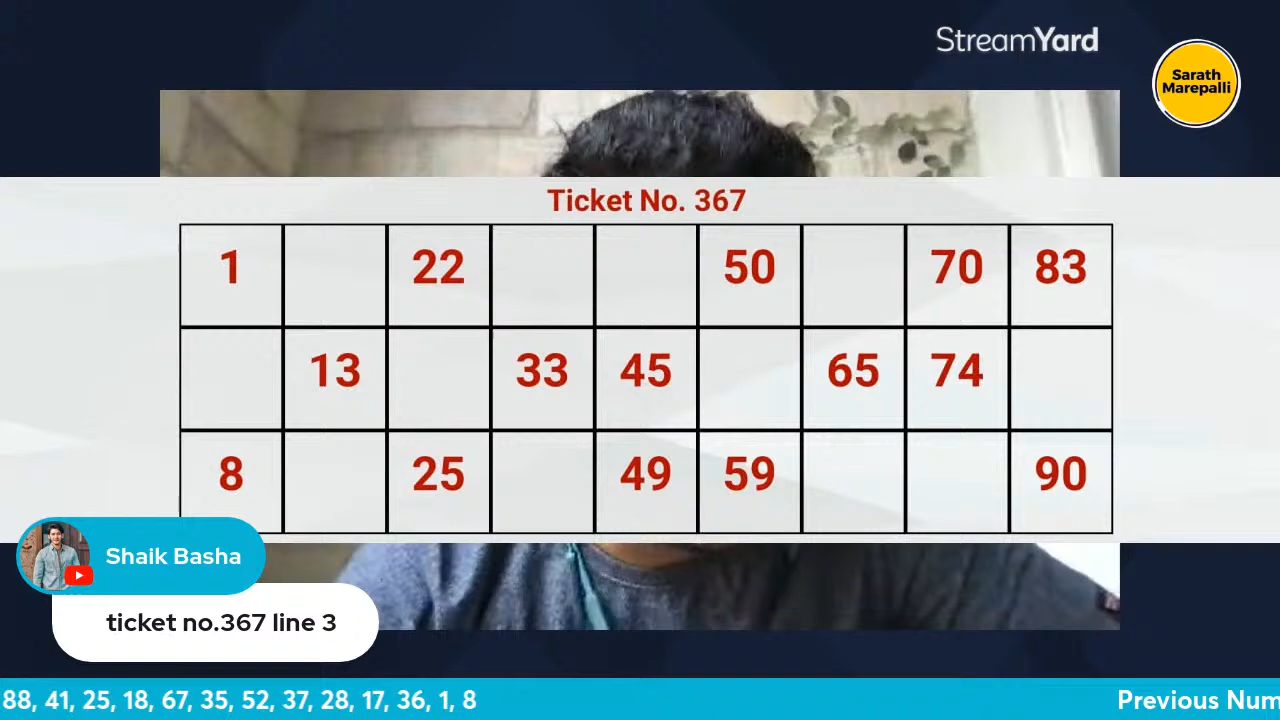 StreamYard
Sarath
Marepalli
Ticket No. 367
1 22 50 70 83
13 33 45 65 74
8 25 49 59 90
Shaik Basha
ticket no.367 line 3
88, 41, 25, 18, 67, 35, 52, 37, 28, 17, 36, 1, 8 Previous Num